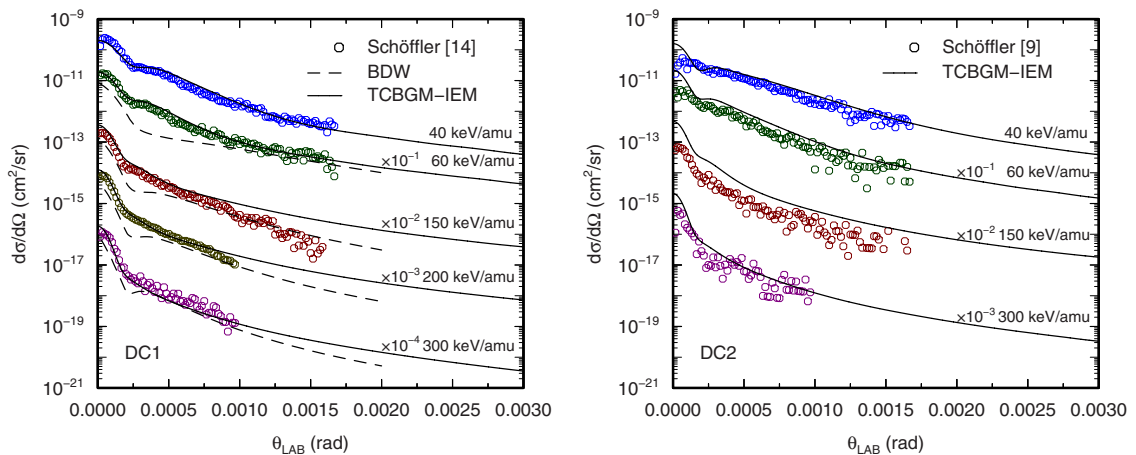 10⁻⁹
10⁻¹¹
10⁻¹³
10⁻¹⁵
10⁻¹⁷
10⁻¹⁹
10⁻²¹
dσ/dΩ (cm²/sr)
Schöffler [14]
BDW
TCBGM−IEM
40 keV/amu
×10⁻¹ 60 keV/amu
×10⁻² 150 keV/amu
×10⁻³ 200 keV/amu
×10⁻⁴ 300 keV/amu
DC1
0.0000 0.0005 0.0010 0.0015 0.0020 0.0025 0.0030
θLAB (rad)
10⁻⁹
10⁻¹¹
10⁻¹³
10⁻¹⁵
10⁻¹⁷
10⁻¹⁹
10⁻²¹
dσ/dΩ (cm²/sr)
Schöffler [9]
TCBGM−IEM
40 keV/amu
×10⁻¹ 60 keV/amu
×10⁻² 150 keV/amu
×10⁻³ 300 keV/amu
DC2
0.0000 0.0005 0.0010 0.0015 0.0020 0.0025 0.0030
θLAB (rad)